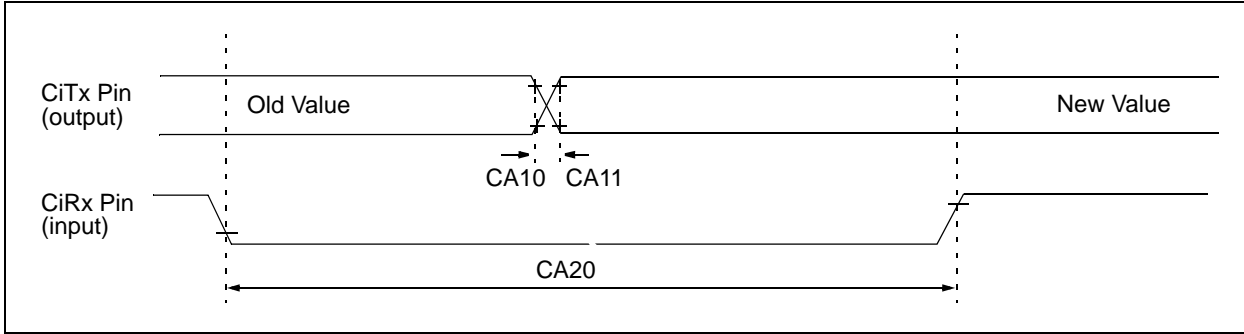 CiTx Pin
(output)
Old Value
New Value
CA10 CA11
CiRx Pin
(input)
CA20